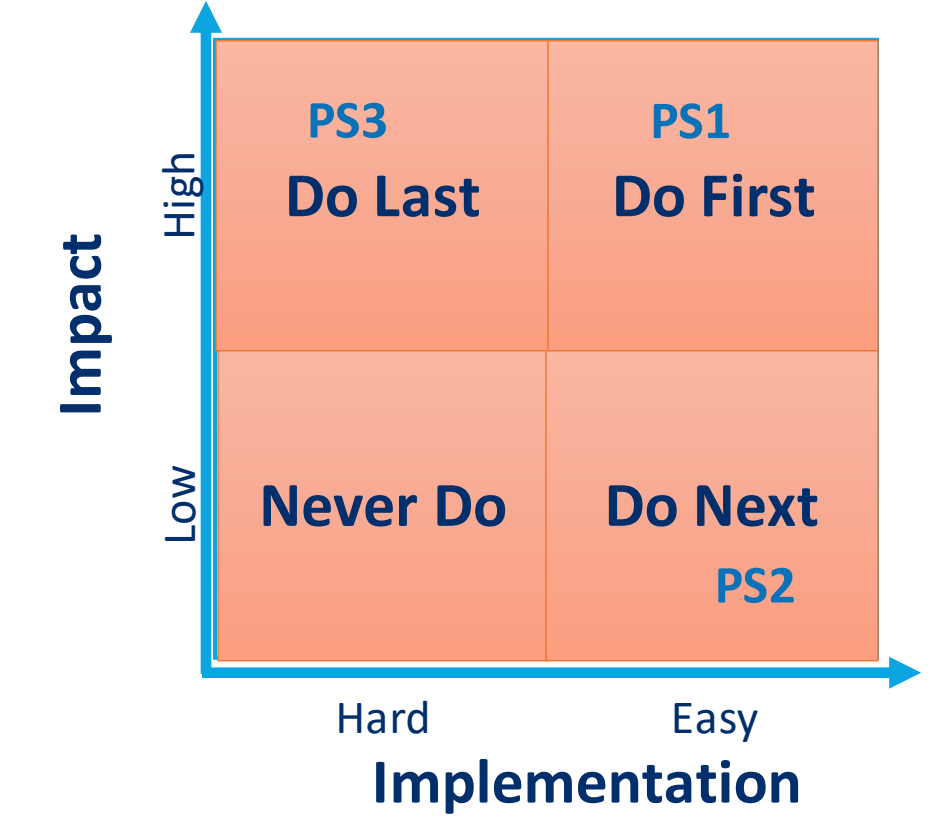 PS3
PS1
Do Last
Do First
High
Impact
Low
Never Do
Do Next
PS2
Hard
Easy
Implementation